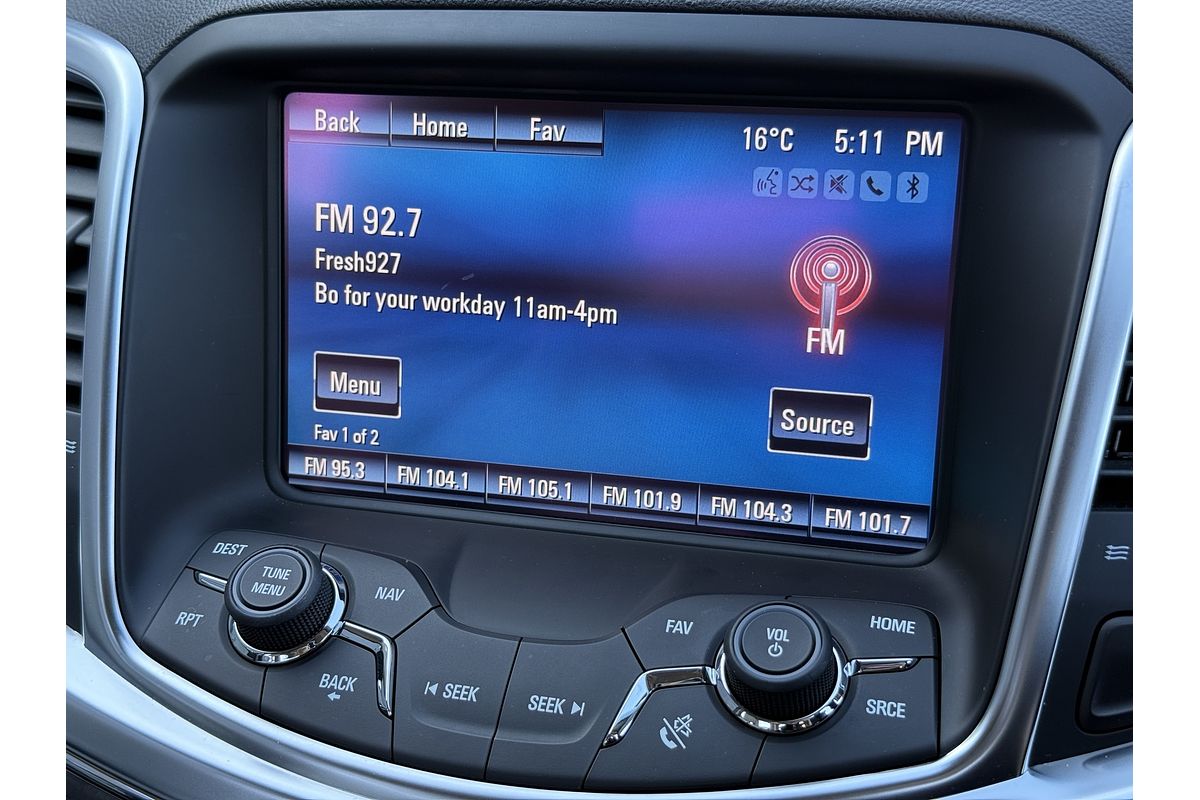 Back Home Fav 16°C 5:11 PM
FM 92.7
Fresh927
Bo for your workday 11am-4pm
FM
Menu
Source
Fav 1 of 2
FM 95.3 FM 104.1 FM 105.1 FM 101.9 FM 104.3 FM 101.7
DEST
TUNE
MENU
NAV
RPT
BACK
SEEK
SEEK
FAV
VOL
HOME
SRCE